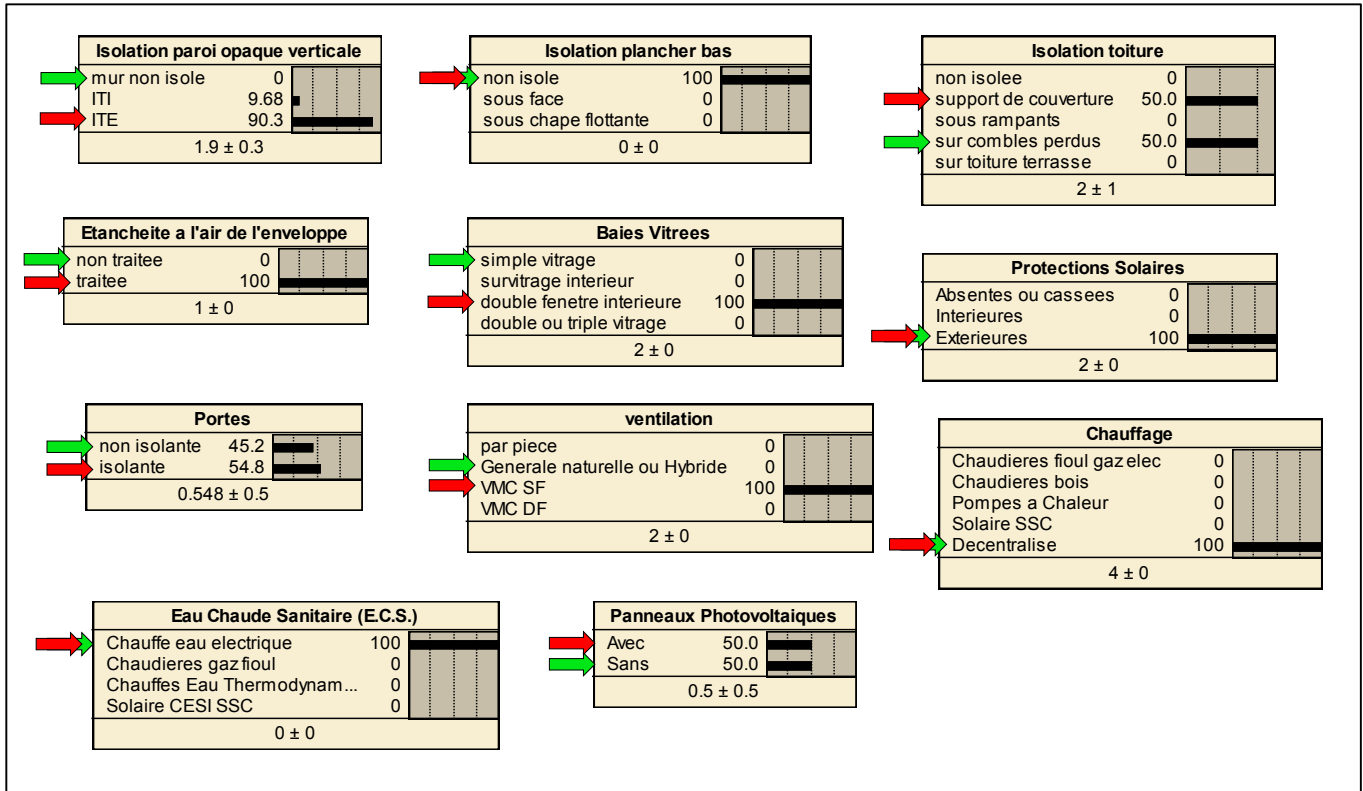 Isolation paroi opaque verticale
mur non isole 0
ITI 9.68
ITE 90.3
1.9 ± 0.3
Isolation plancher bas
non isole 100
sous face 0
sous chape flottante 0
0 ± 0
Isolation toiture
non isolee 0
support de couverture 50.0
sous rampants 0
sur combles perdus 50.0
sur toiture terrasse 0
2 ± 1
Etancheite a l'air de l'enveloppe
non traitee 0
traitee 100
1 ± 0
Baies Vitrees
simple vitrage 0
survitrage interieur 0
double fenetre interieure 100
double ou triple vitrage 0
2 ± 0
Protections Solaires
Absentes ou cassees 0
Interieures 0
Exterieures 100
2 ± 0
Portes
non isolante 45.2
isolante 54.8
0.548 ± 0.5
ventilation
par piece 0
Generale naturelle ou Hybride 0
VMC SF 100
VMC DF 0
2 ± 0
Chauffage
Chaudieres fioul gaz elec 0
Chaudieres bois 0
Pompes a Chaleur 0
Solaire SSC 0
Decentralise 100
4 ± 0
Eau Chaude Sanitaire (E.C.S.)
Chauffe eau electrique 100
Chaudieres gaz fioul 0
Chauffes Eau Thermodynam... 0
Solaire CESI SSC 0
0 ± 0
Panneaux Photovoltaiques
Avec 50.0
Sans 50.0
0.5 ± 0.5